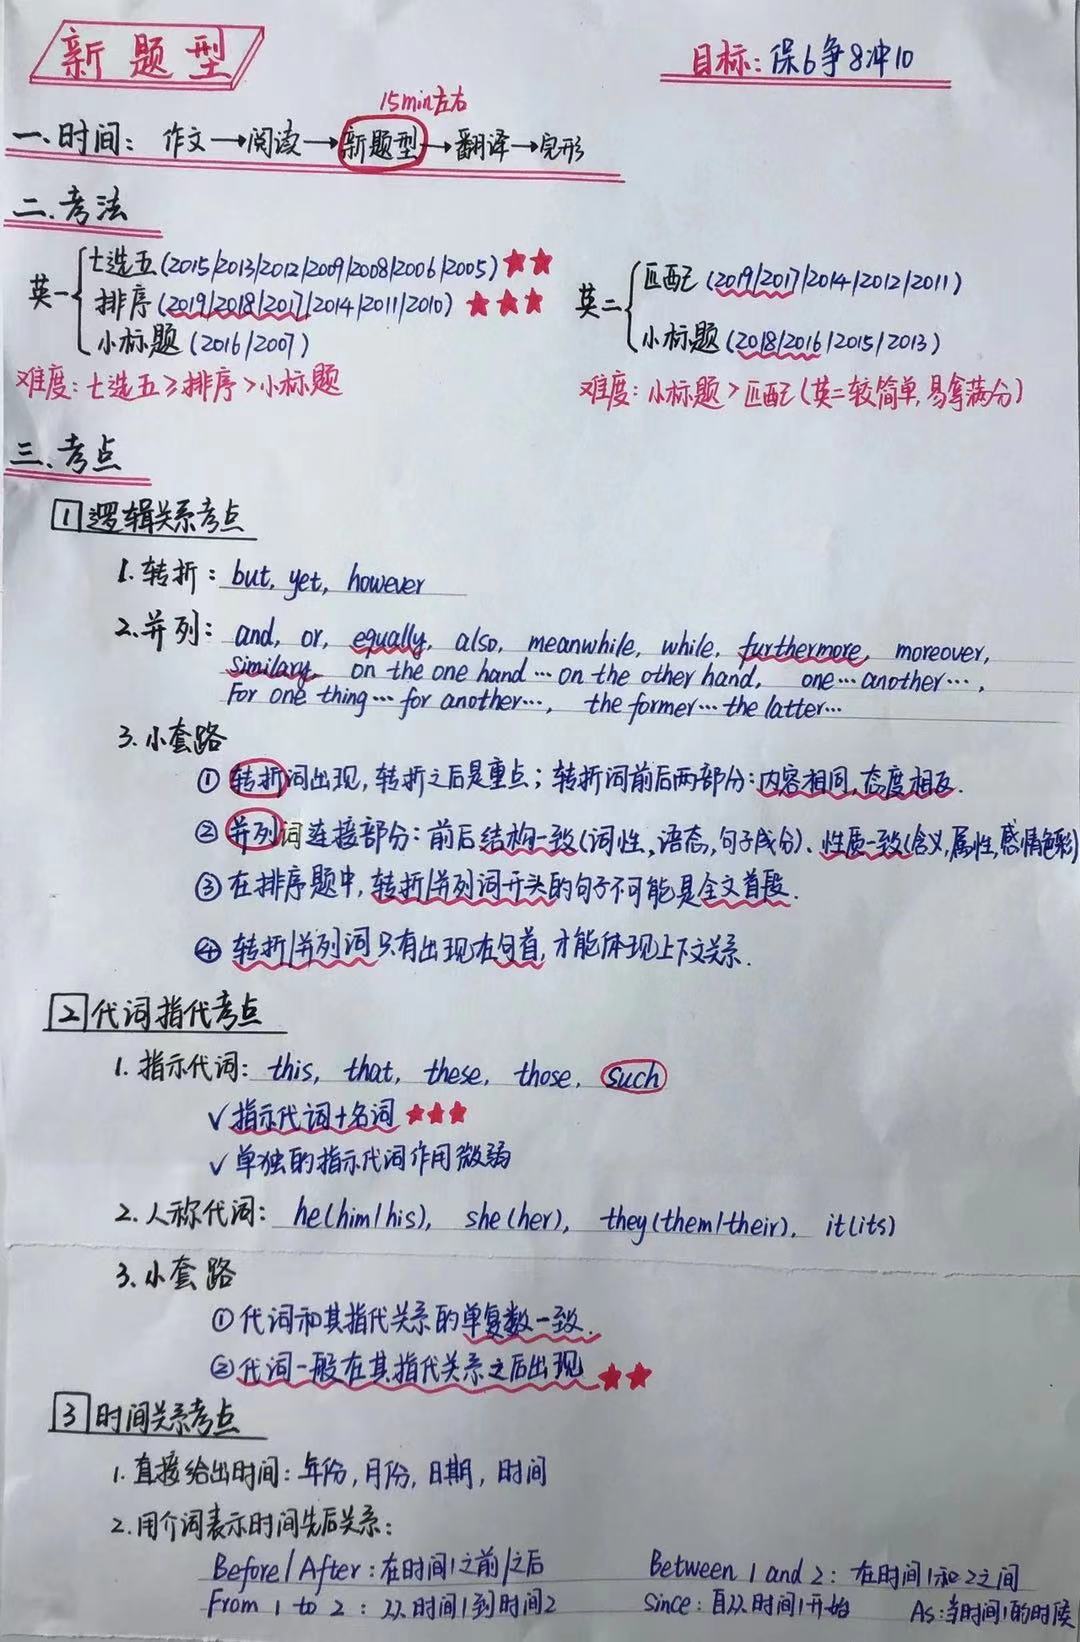 新题型
目标:保6争8冲10
15min左右
一、时间:作文→阅读→新题型→翻译→完形
二.考法
英一
七选五(2015/2013/2012/2009/2008/2006/2005)★★
排序(2019/2018/2017/2014/2011/2010)★★★
小标题(2016/2007)
难度:七选五≥排序>小标题
英二
匹配(2019/2017/2014/2012/2011)
小标题(2018/2016/2015/2013)
难度:小标题>匹配(英二较简单,易拿满分)
三、考点
1 逻辑关系考点
1.转折:but, yet, however
2.并列:and, or, equally, also, meanwhile, while, furthermore, moreover,
similary, on the one hand…on the other hand, one…another…,
For one thing…for another…, the former…the latter…
3.小套路
①转折词出现,转折之后是重点;转折词前后两部分:内容相同,态度相反.
②并列词连接部分:前后结构一致(词性,语态,句子成分)、性质一致(含义,属性,感情色彩)
③在排序题中,转折/并列词开头的句子不可能是全文首段.
④转折/并列词只有出现在句首,才能体现上下文关系.
2 代词指代考点
1.指示代词:this, that, these, those, such
√指示代词+名词★★★
√单独的指示代词作用微弱
2.人称代词:he(him/his), she(her), they(them/their), it(its)
3.小套路
①代词和其指代关系的单复数一致.
②代词一般在其指代关系之后出现★★
3 时间关系考点
1.直接给出时间:年份,月份,日期,时间
2.用介词表示时间先后关系:
Before/After:在时间1之前/之后 Between 1 and 2:在时间1和2之间
From 1 to 2:从时间1到时间2 Since:自从时间1开始 As:当时间1的时候